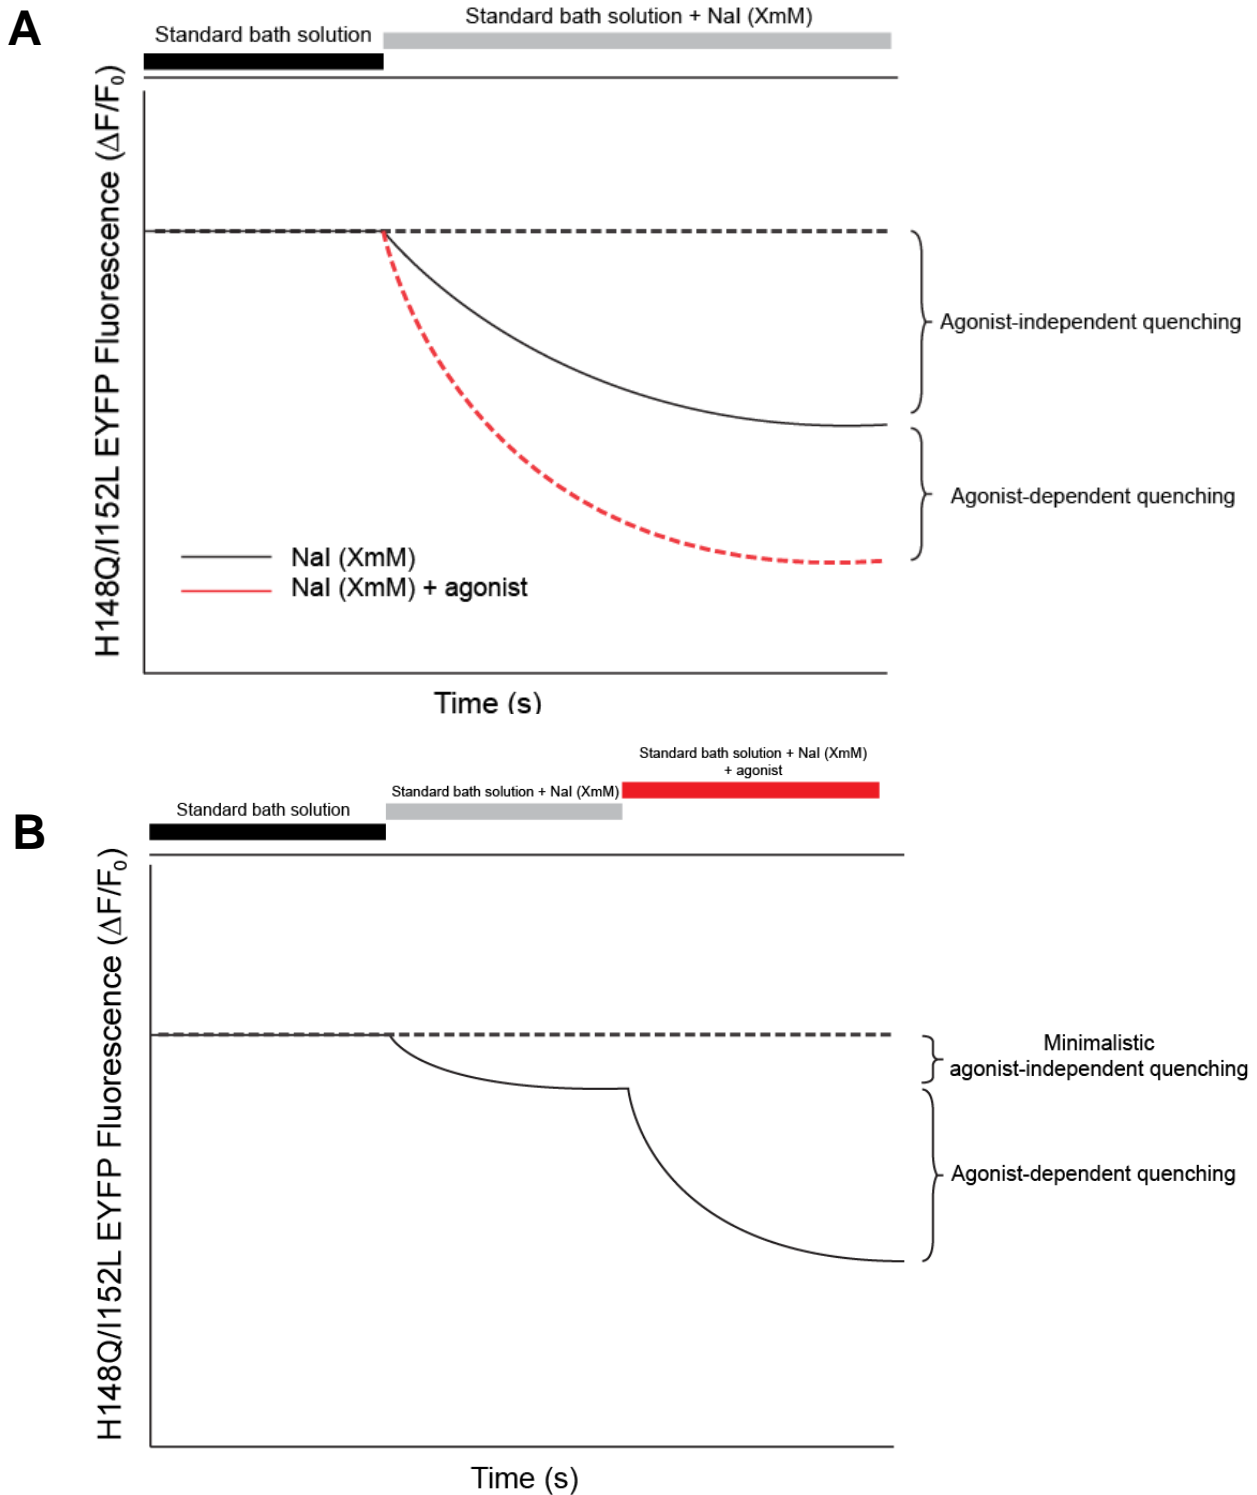 A
Standard bath solution + NaI (XmM)
Standard bath solution
H148Q/I152L EYFP Fluorescence (ΔF/F₀)
Agonist-independent quenching
Agonist-dependent quenching
NaI (XmM)
NaI (XmM) + agonist
Time (s)
B
Standard bath solution + NaI (XmM)
+ agonist
Standard bath solution + NaI (XmM)
Standard bath solution
H148Q/I152L EYFP Fluorescence (ΔF/F₀)
Minimalistic
agonist-independent quenching
Agonist-dependent quenching
Time (s)